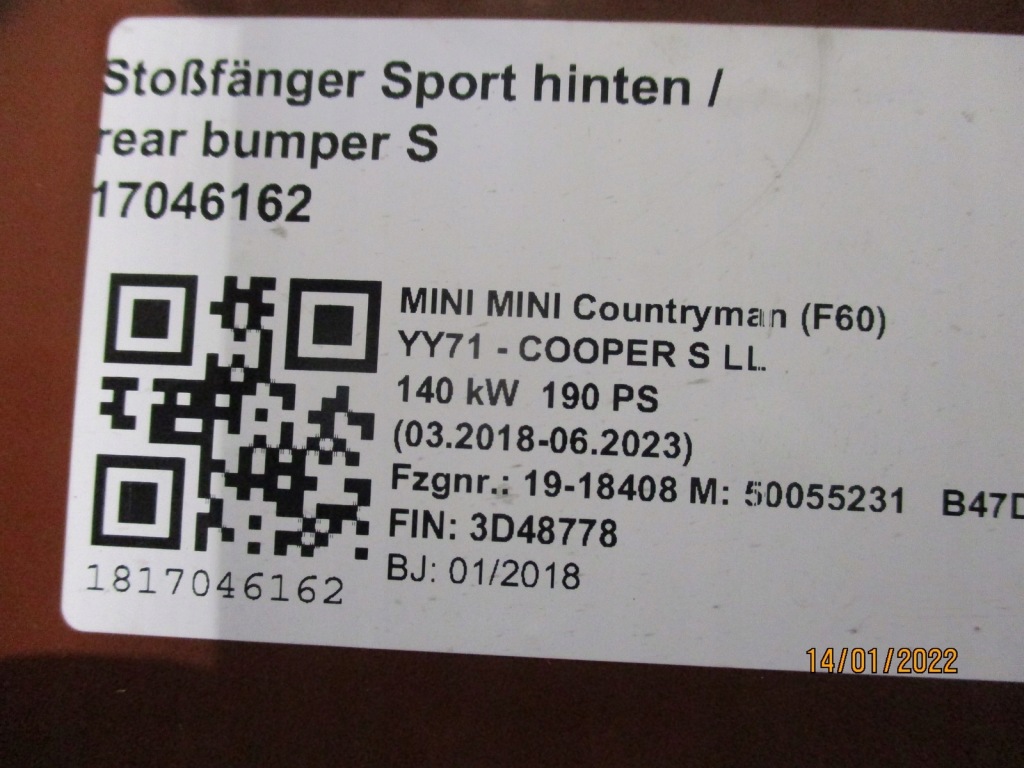 Stoßfänger Sport hinten /
rear bumper S
17046162
MINI MINI Countryman (F60)
YY71 - COOPER S LL.
140 kW 190 PS
(03.2018-06.2023)
Fzgnr.: 19-18408 M: 50055231 B47D
FIN: 3D48778
BJ: 01/2018
1817046162
14/01/2022